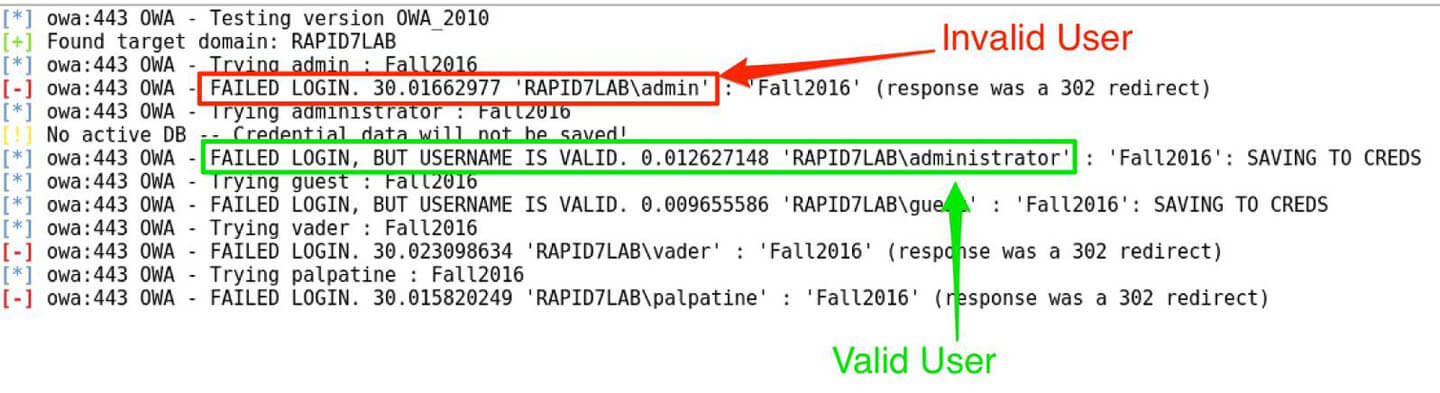 [*] owa:443 OWA - Testing version OWA_2010
[+] Found target domain: RAPID7LAB
Invalid User
[*] owa:443 OWA - Trying admin : Fall2016
[-] owa:443 OWA - FAILED LOGIN. 30.01662977 'RAPID7LAB\admin' : 'Fall2016' (response was a 302 redirect)
[*] owa:443 OWA - Trying administrator : Fall2016
[!] No active DB -- Credential data will not be saved!
[*] owa:443 OWA - FAILED LOGIN, BUT USERNAME IS VALID. 0.012627148 'RAPID7LAB\administrator' : 'Fall2016': SAVING TO CREDS
[*] owa:443 OWA - Trying guest : Fall2016
[*] owa:443 OWA - FAILED LOGIN, BUT USERNAME IS VALID. 0.009655586 'RAPID7LAB\guest' : 'Fall2016': SAVING TO CREDS
[*] owa:443 OWA - Trying vader : Fall2016
[-] owa:443 OWA - FAILED LOGIN. 30.023098634 'RAPID7LAB\vader' : 'Fall2016' (response was a 302 redirect)
[*] owa:443 OWA - Trying palpatine : Fall2016
[-] owa:443 OWA - FAILED LOGIN. 30.015820249 'RAPID7LAB\palpatine' : 'Fall2016' (response was a 302 redirect)
Valid User